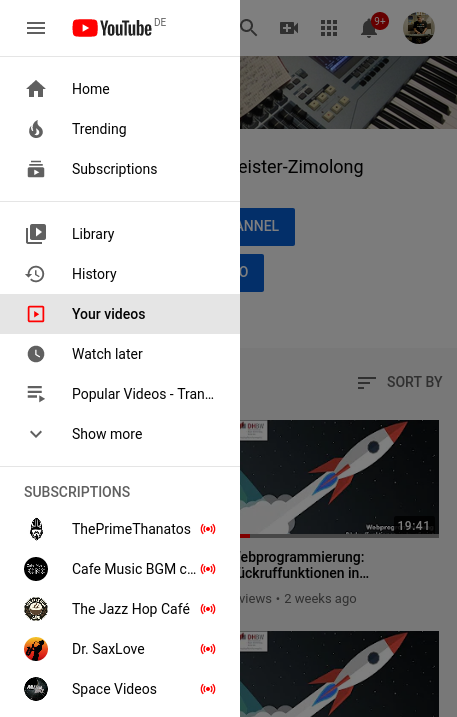 YouTube DE
9+
Home
Trending
Subscriptions
eister-Zimolong
Library
ANNEL
History
O
Your videos
Watch later
SORT BY
Popular Videos - Tran...
Show more
SUBSCRIPTIONS
19:41
ThePrimeThanatos
ebprogrammierung:
Cafe Music BGM c...
ückruffunktionen in...
The Jazz Hop Café
views • 2 weeks ago
Dr. SaxLove
Space Videos